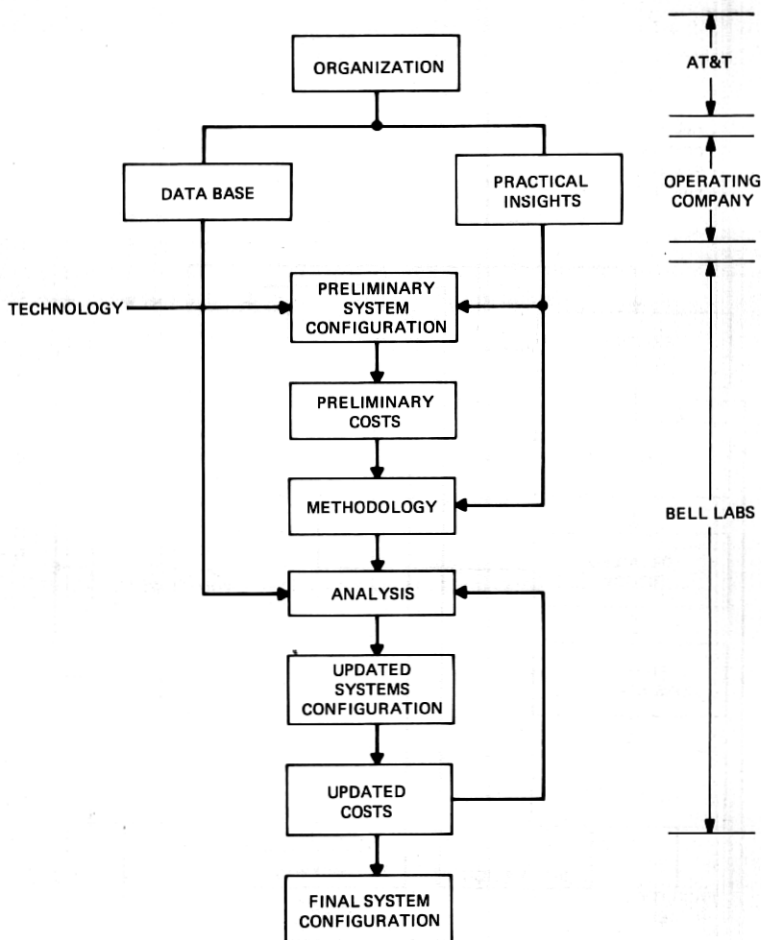 ORGANIZATION
AT&T
DATA BASE
PRACTICAL
INSIGHTS
OPERATING
COMPANY
TECHNOLOGY
PRELIMINARY
SYSTEM
CONFIGURATION
PRELIMINARY
COSTS
METHODOLOGY
BELL LABS
ANALYSIS
UPDATED
SYSTEMS
CONFIGURATION
UPDATED
COSTS
FINAL SYSTEM
CONFIGURATION